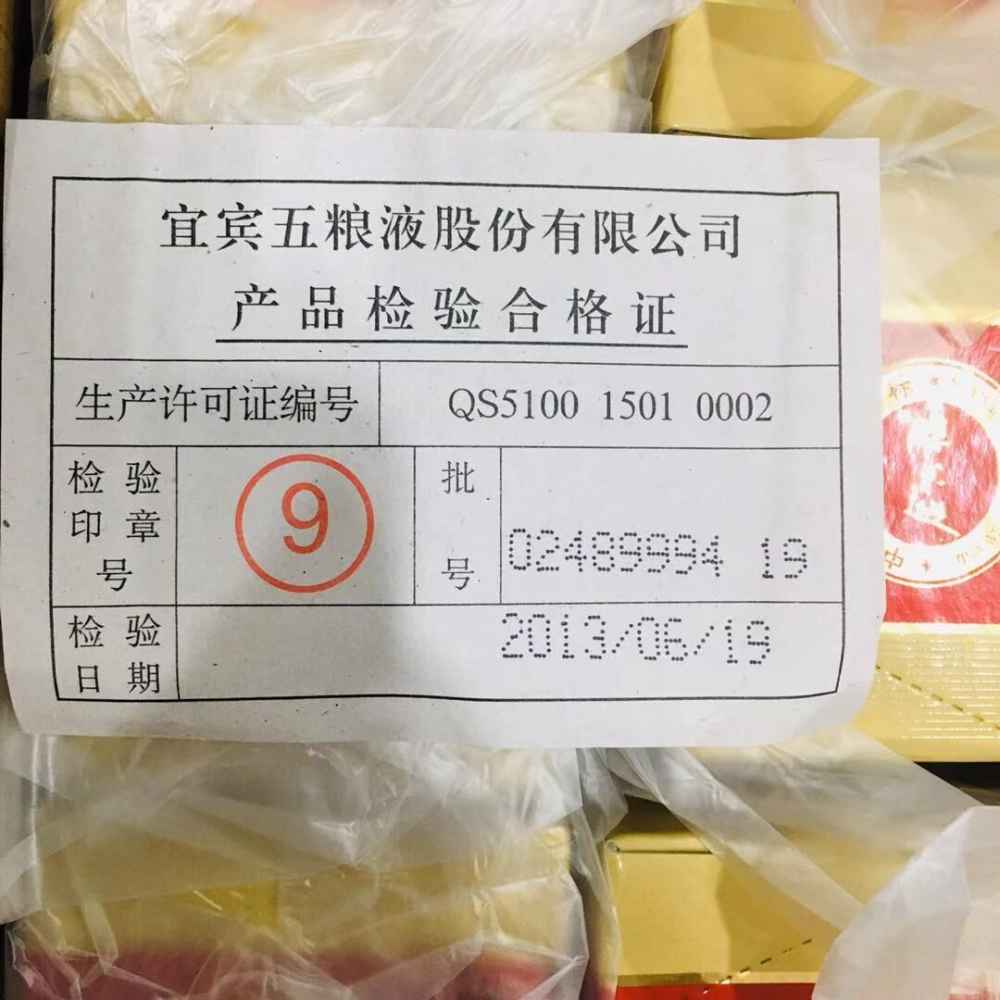 宜宾五粮液股份有限公司
产品检验合格证
生产许可证编号 QS5100 1501 0002
检验印章号 9 批号 02489994 19
检验日期 2013/06/19